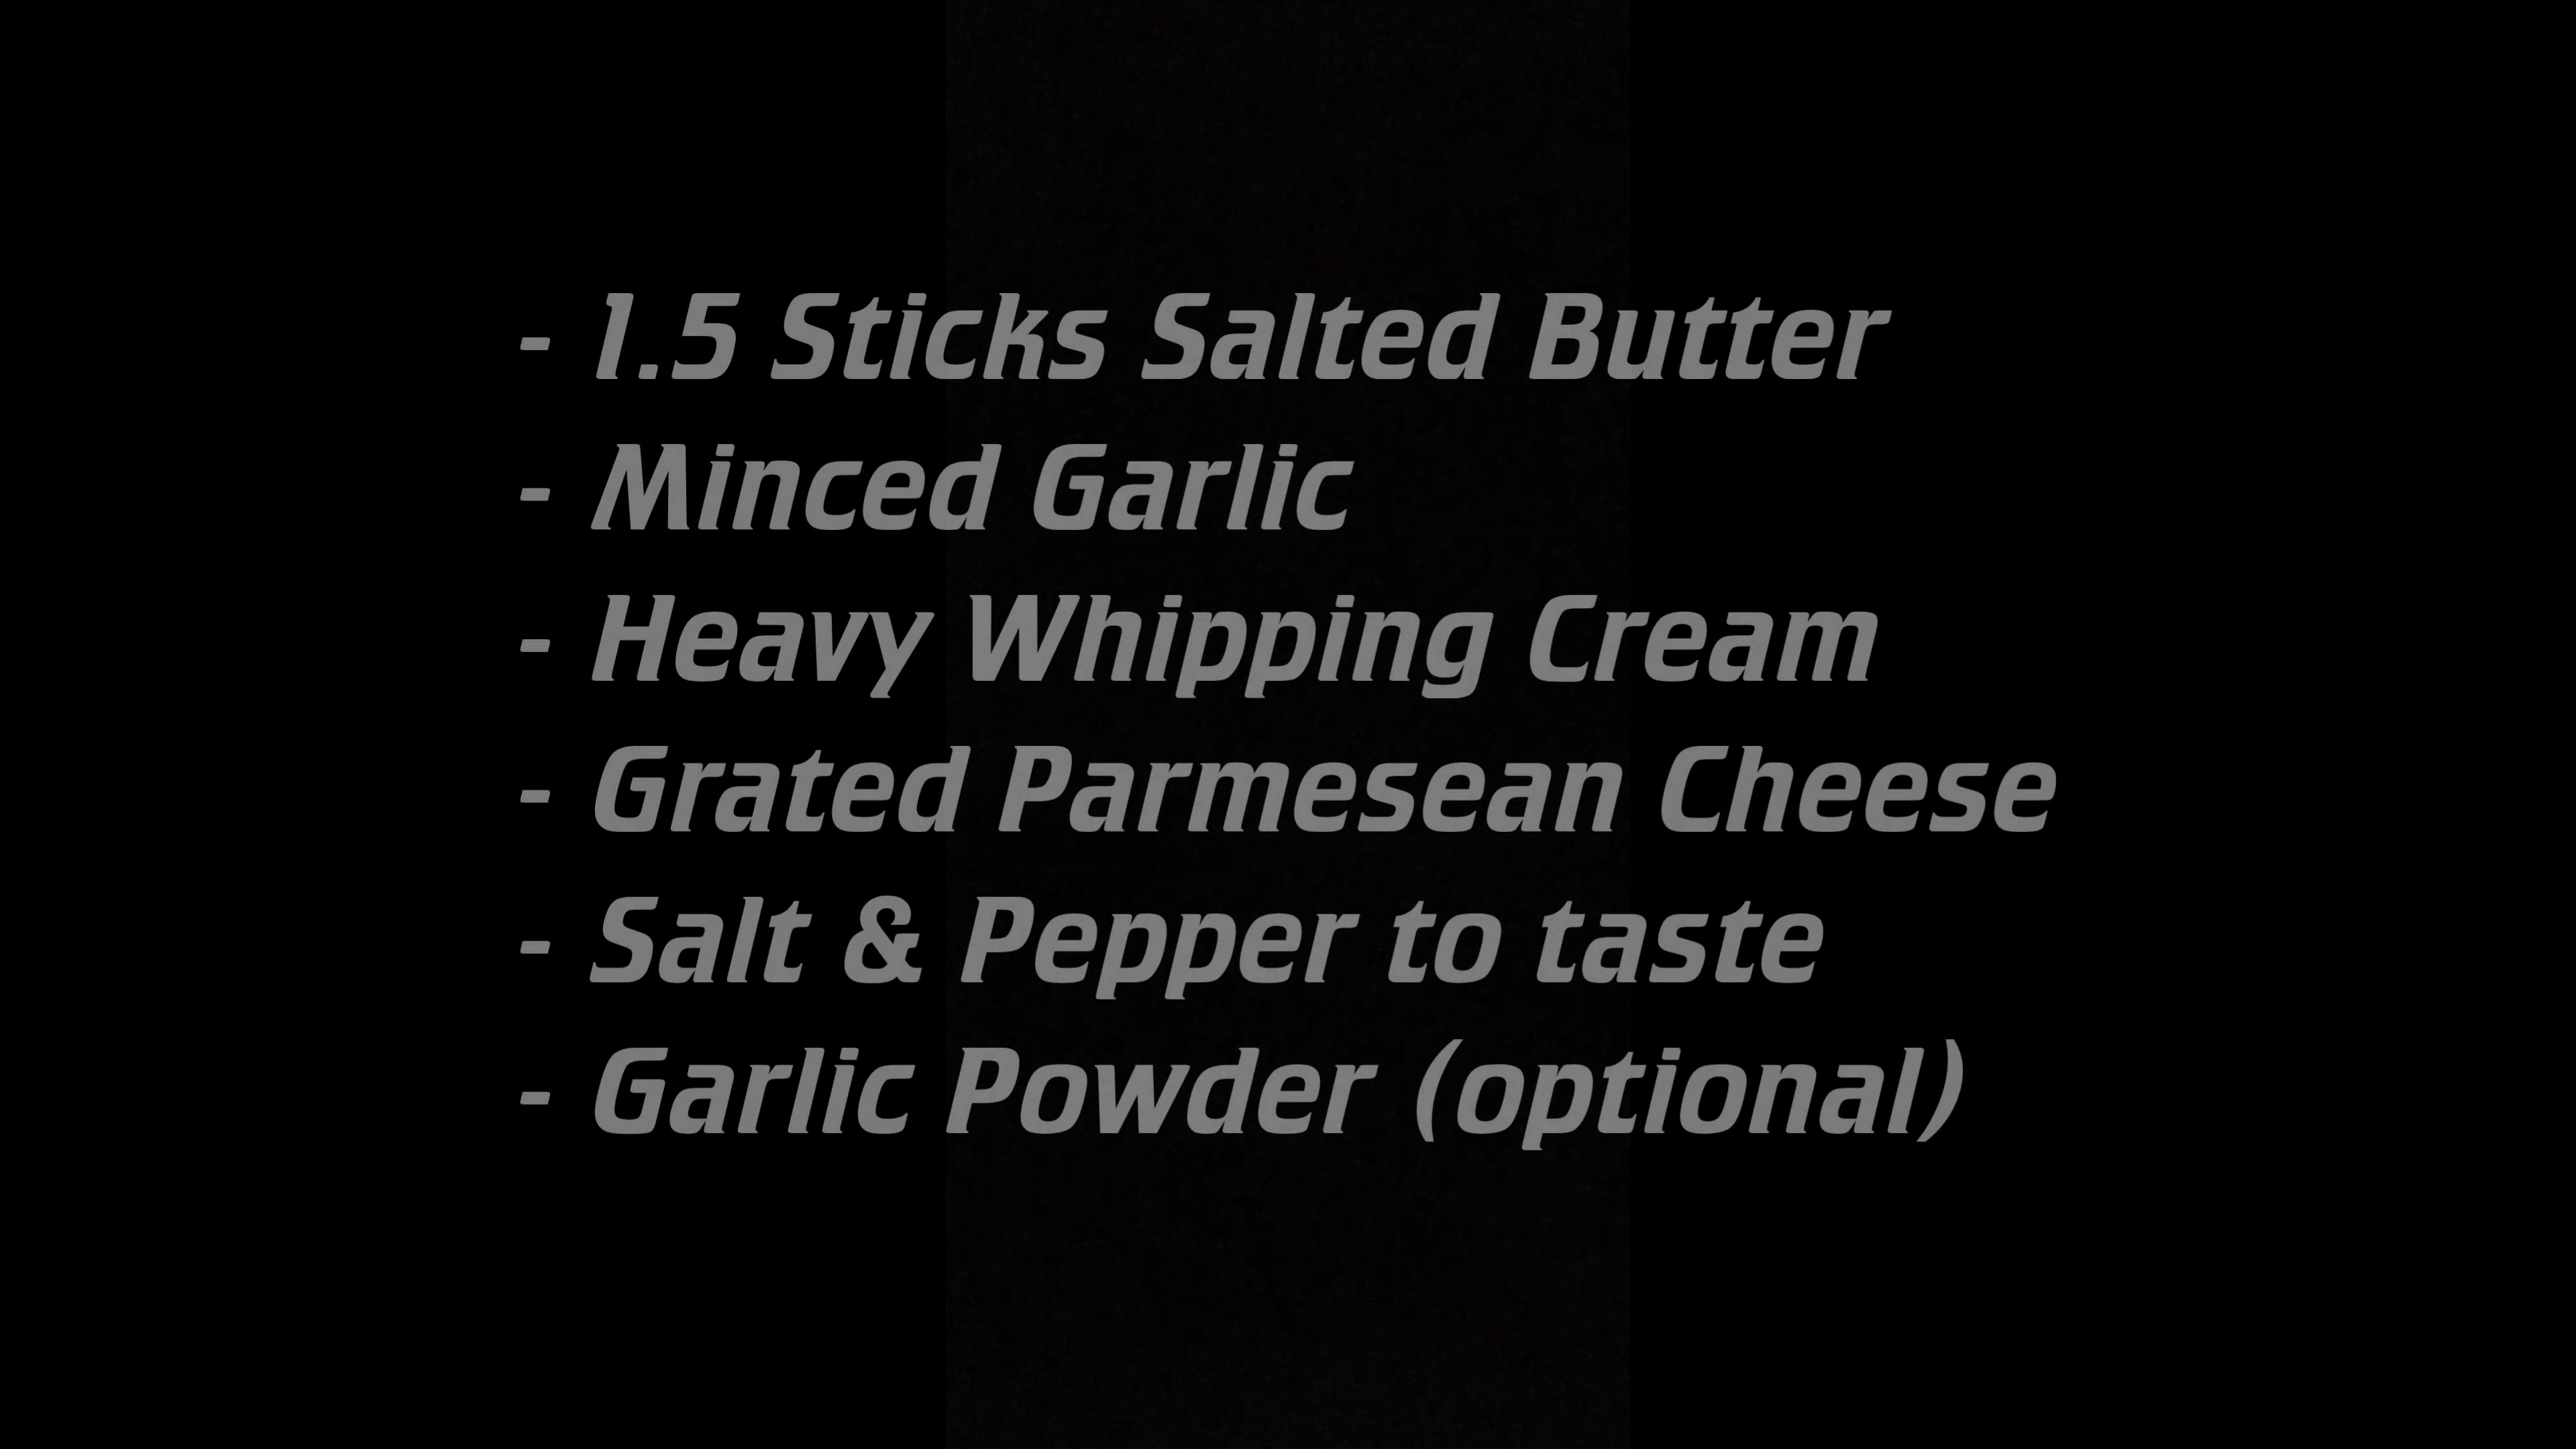 - 1.5 Sticks Salted Butter
- Minced Garlic
- Heavy Whipping Cream
- Grated Parmesean Cheese
- Salt & Pepper to taste
- Garlic Powder (optional)